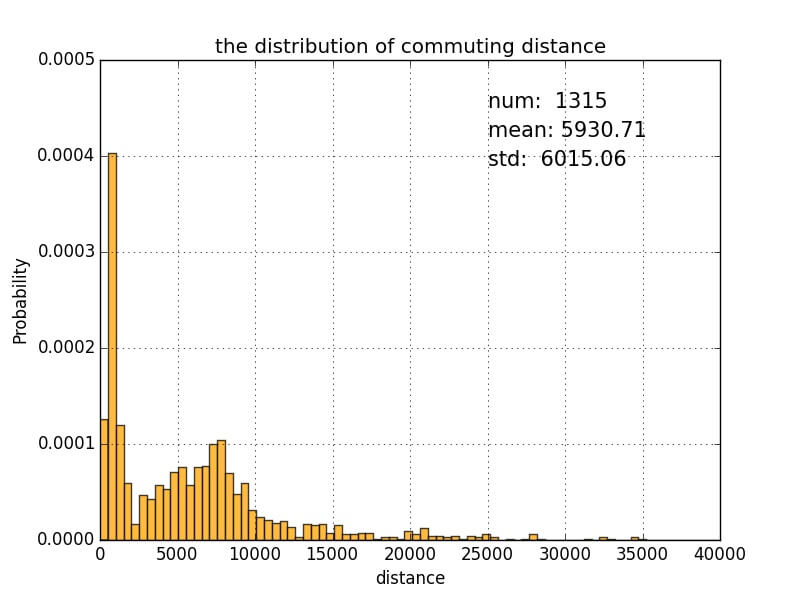 the distribution of commuting distance
0.0005
num: 1315
mean: 5930.71
0.0004
std: 6015.06
0.0003
Probability
0.0002
0.0001
0.0000
0 5000 10000 15000 20000 25000 30000 35000 40000
distance